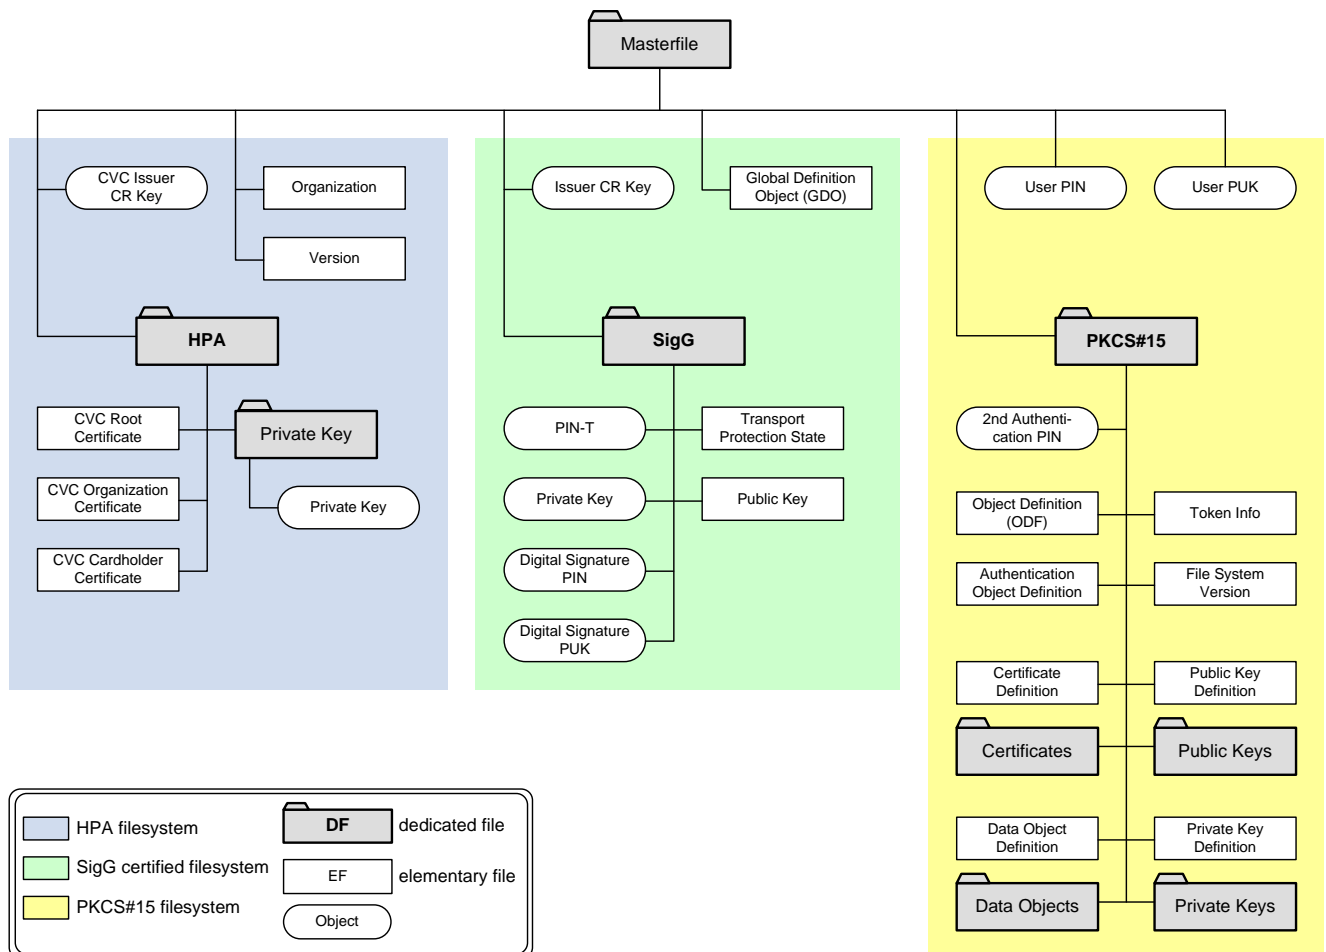 Masterfile
CVC Issuer
CR Key
Organization
Version
HPA
CVC Root
Certificate
Private Key
CVC Organization
Certificate
Private Key
CVC Cardholder
Certificate
Issuer CR Key
Global Definition
Object (GDO)
SigG
PIN-T
Transport
Protection State
Private Key
Public Key
Digital Signature
PIN
Digital Signature
PUK
User PIN
User PUK
PKCS#15
2nd Authenti-
cation PIN
Object Definition
(ODF)
Token Info
Authentication
Object Definition
File System
Version
Certificate
Definition
Public Key
Definition
Certificates
Public Keys
Data Object
Definition
Private Key
Definition
Data Objects
Private Keys
HPA filesystem
SigG certified filesystem
PKCS#15 filesystem
DF
dedicated file
EF
elementary file
Object